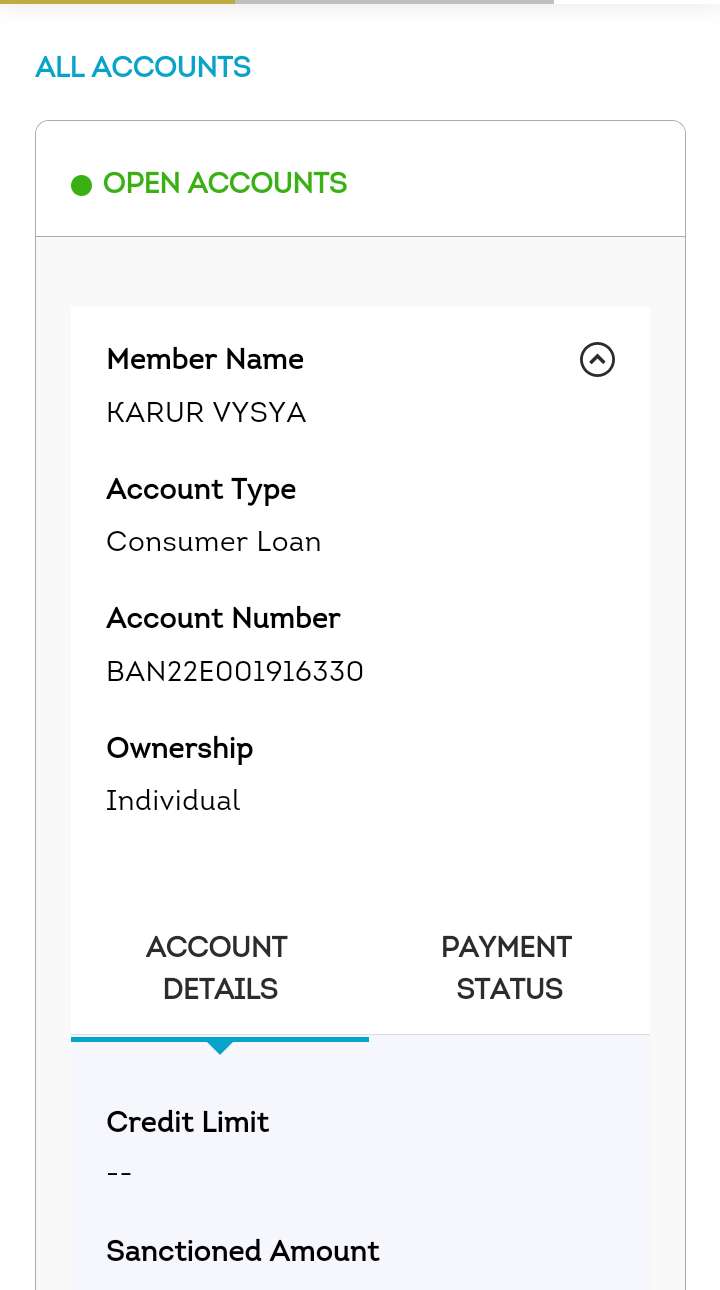 ALL ACCOUNTS
OPEN ACCOUNTS
Member Name
KARUR VYSYA
Account Type
Consumer Loan
Account Number
BAN22E001916330
Ownership
Individual
ACCOUNT DETAILS
PAYMENT STATUS
Credit Limit
--
Sanctioned Amount